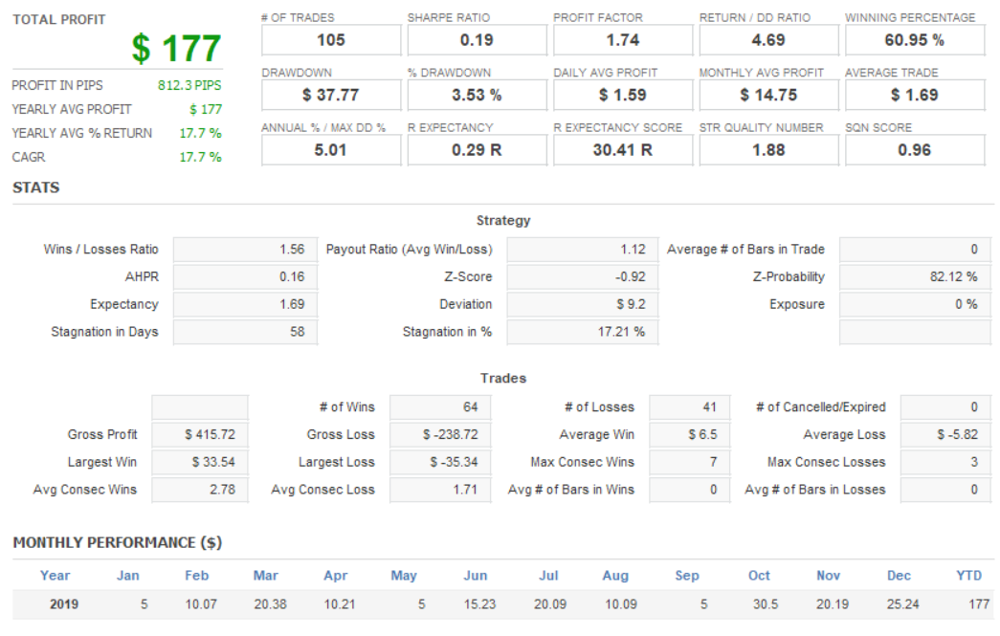 TOTAL PROFIT
$ 177
PROFIT IN PIPS 812.3 PIPS
YEARLY AVG PROFIT $ 177
YEARLY AVG % RETURN 17.7 %
CAGR 17.7 %
# OF TRADES SHARPE RATIO PROFIT FACTOR RETURN / DD RATIO WINNING PERCENTAGE
105 0.19 1.74 4.69 60.95 %
DRAWDOWN % DRAWDOWN DAILY AVG PROFIT MONTHLY AVG PROFIT AVERAGE TRADE
$ 37.77 3.53 % $ 1.59 $ 14.75 $ 1.69
ANNUAL % / MAX DD % R EXPECTANCY R EXPECTANCY SCORE STR QUALITY NUMBER SQN SCORE
5.01 0.29 R 30.41 R 1.88 0.96
STATS
Strategy
Wins / Losses Ratio 1.56 Payout Ratio (Avg Win/Loss) 1.12 Average # of Bars in Trade 0
AHPR 0.16 Z-Score -0.92 Z-Probability 82.12 %
Expectancy 1.69 Deviation $ 9.2 Exposure 0 %
Stagnation in Days 58 Stagnation in % 17.21 %
Trades
# of Wins 64 # of Losses 41 # of Cancelled/Expired 0
Gross Profit $ 415.72 Gross Loss $ -238.72 Average Win $ 6.5 Average Loss $ -5.82
Largest Win $ 33.54 Largest Loss $ -35.34 Max Consec Wins 7 Max Consec Losses 3
Avg Consec Wins 2.78 Avg Consec Loss 1.71 Avg # of Bars in Wins 0 Avg # of Bars in Losses 0
MONTHLY PERFORMANCE ($)
Year Jan Feb Mar Apr May Jun Jul Aug Sep Oct Nov Dec YTD
2019 5 10.07 20.38 10.21 5 15.23 20.09 10.09 5 30.5 20.19 25.24 177